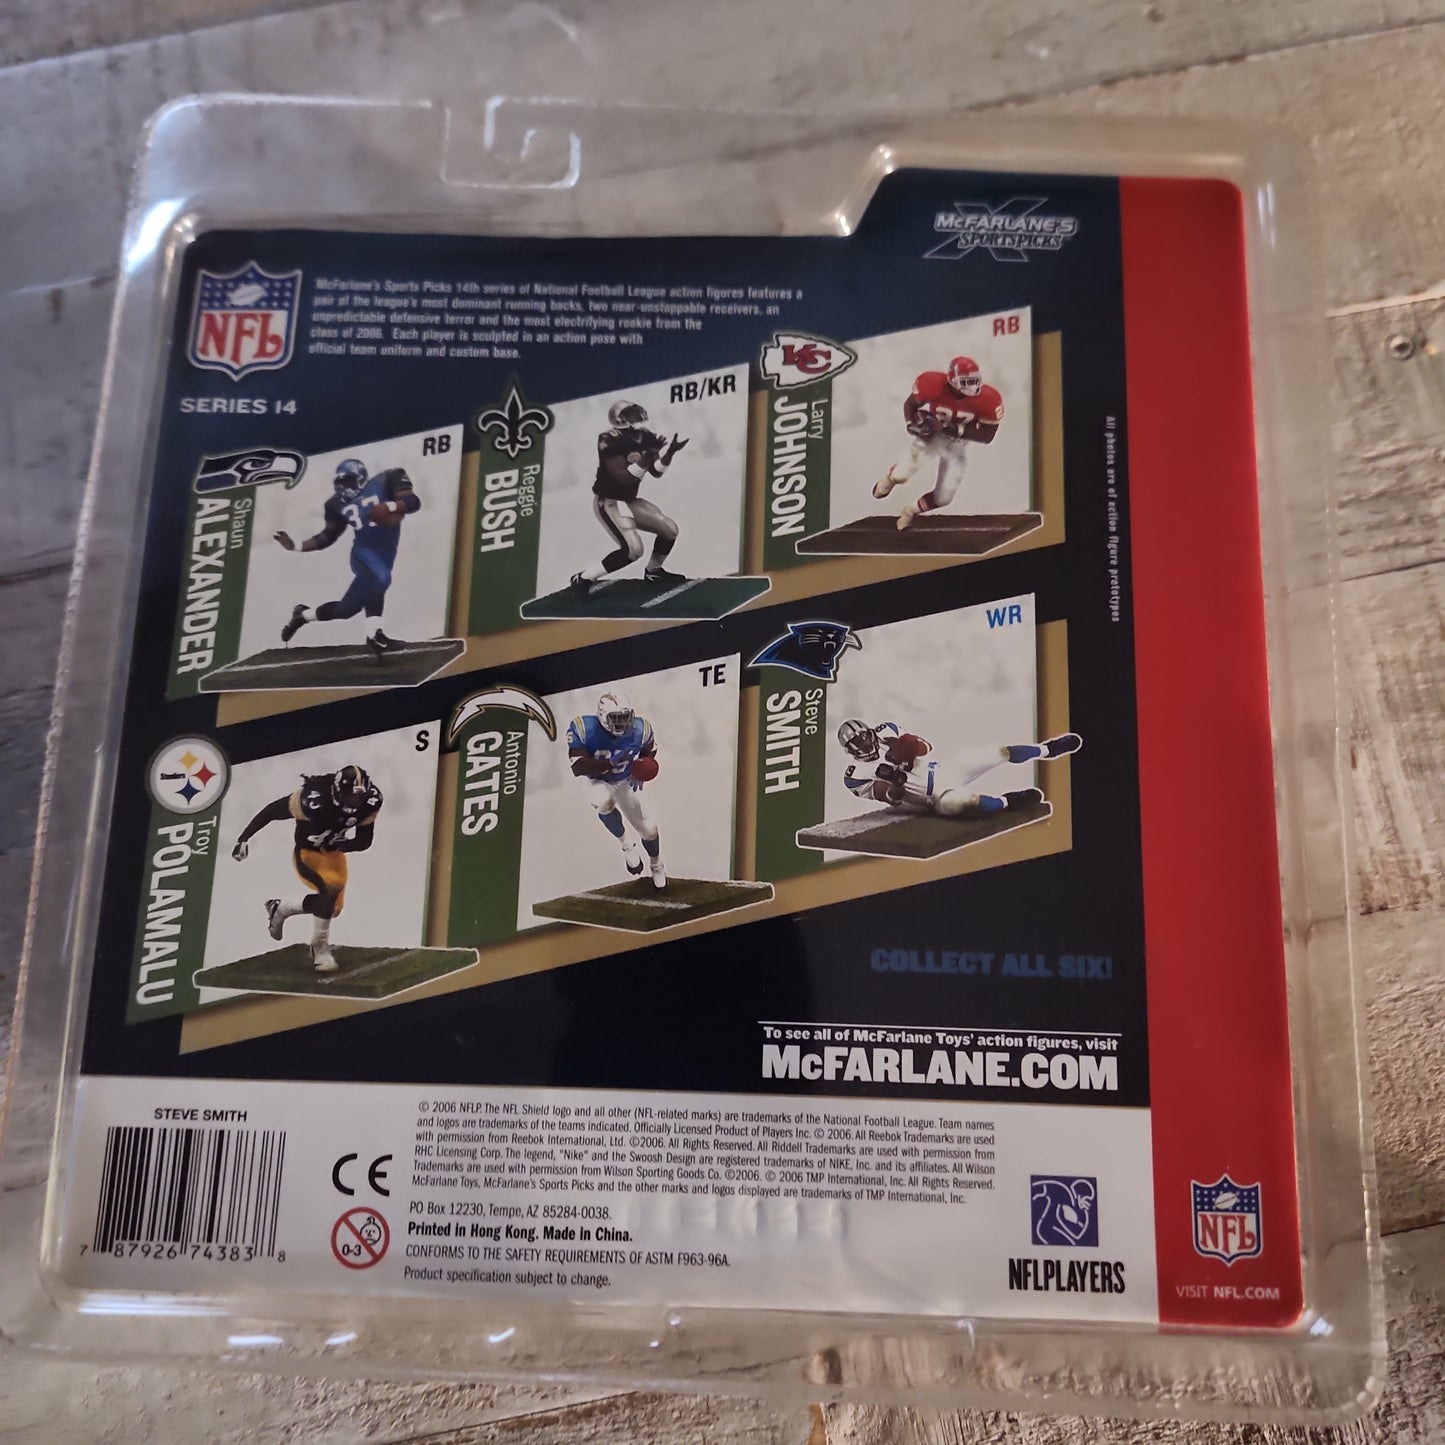 McFARLANE'S
SPORTSPICKS
NFL
McFarlane's Sports Picks 14th series of National Football League action figures features a
pair of the league's most dominant running backs, two near-unstoppable receivers, an
unpredictable defensive terror and the most electrifying rookie from the
class of 2006. Each player is sculpted in an action pose with
official team uniform and custom base.
SERIES 14
RB
Shaun
ALEXANDER
37
RB/KR
Reggie
BUSH
RB
KC
Larry
JOHNSON
27
All photos are of action figure prototypes
S
Steelers
Troy
POLAMALU
43
TE
Antonio
GATES
85
WR
Steve
SMITH
COLLECT ALL SIX!
To see all of McFarlane Toys' action figures, visit
McFARLANE.COM
STEVE SMITH
7 87926 74383 8
CE
0-3
© 2006 NFLP. The NFL Shield logo and all other (NFL-related marks) are trademarks of the National Football League. Team names
and logos are trademarks of the teams indicated. Officially Licensed Product of Players Inc. © 2006. All Reebok Trademarks are used
with permission from Reebok International, Ltd. ©2006. All Rights Reserved. All Riddell Trademarks are used with permission from
RHC Licensing Corp. The legend, "Nike" and the Swoosh Design are registered trademarks of NIKE, Inc. and its affiliates. All Wilson
Trademarks are used with permission from Wilson Sporting Goods Co. ©2006. © 2006 TMP International, Inc. All Rights Reserved.
McFarlane Toys, McFarlane's Sports Picks and the other marks and logos displayed are trademarks of TMP International, Inc.
PO Box 12230, Tempe, AZ 85284-0038.
Printed in Hong Kong. Made in China.
CONFORMS TO THE SAFETY REQUIREMENTS OF ASTM F963-96A.
Product specification subject to change.
NFLPLAYERS
NFL
VISIT NFL.COM